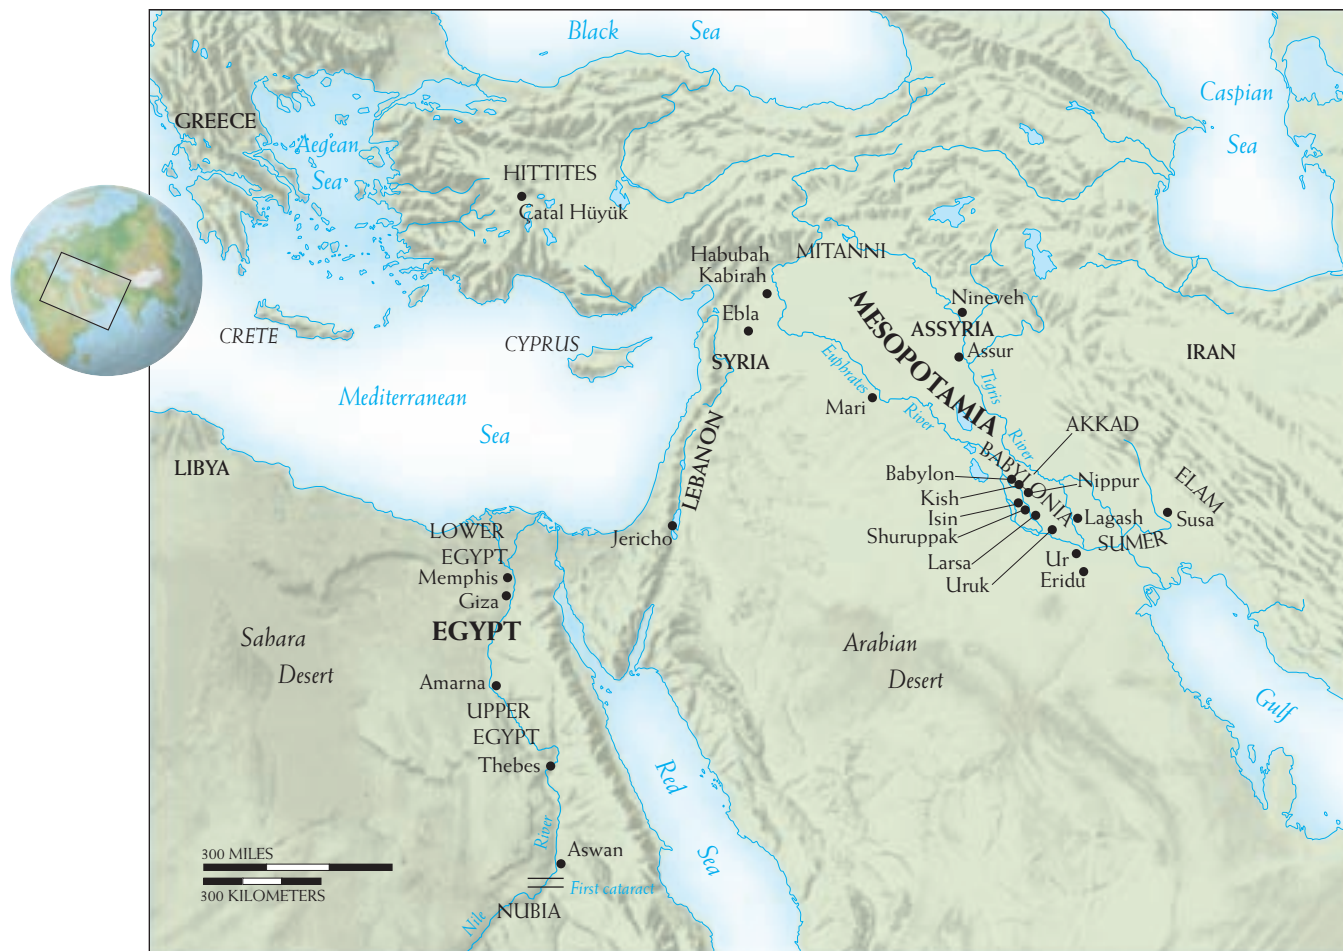 Black Sea
Caspian
Sea
GREECE
Aegean
Sea
HITTITES
Çatal Hüyük
Habubah
Kabirah
MITANNI
Nineveh
Ebla
ASSYRIA
CRETE
CYPRUS
SYRIA
Assur
IRAN
MESOPOTAMIA
Euphrates
River
Tigris
River
Mediterranean
Sea
Mari
LEBANON
AKKAD
LIBYA
BABYLONIA
Babylon
Nippur
ELAM
Kish
Isin
Lagash
Susa
Shuruppak
SUMER
LOWER
EGYPT
Jericho
Larsa
Ur
Memphis
Uruk
Eridu
Giza
EGYPT
Sahara
Desert
Arabian
Desert
Amarna
UPPER
EGYPT
Gulf
Thebes
Red
Sea
River
Aswan
300 MILES
300 KILOMETERS
First cataract
NUBIA
Nile